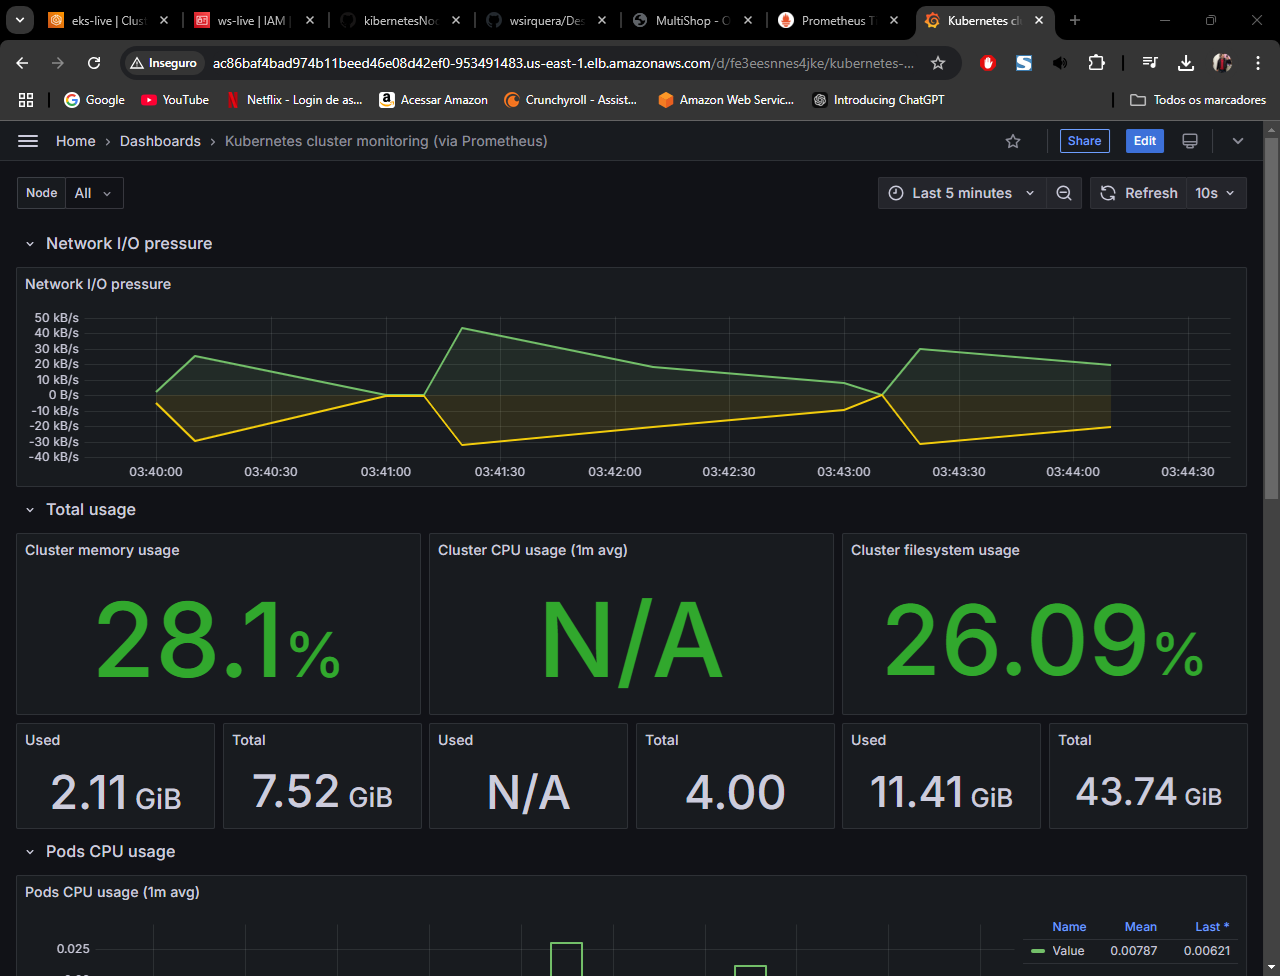 eks-live | Clust
ws-live | IAM |
kibernetesNod
wsirquera/Des
MultiShop - O
Prometheus Ti
Kubernetes clu
Inseguro
ac86baf4bad974b11beed46e08d42ef0-953491483.us-east-1.elb.amazonaws.com/d/fe3eesnnes4jke/kubernetes-...
Google
YouTube
Netflix - Login de as...
Acessar Amazon
Crunchyroll - Assist...
Amazon Web Servic...
Introducing ChatGPT
Todos os marcadores
Home
Dashboards
Kubernetes cluster monitoring (via Prometheus)
Share
Edit
Node
All
Last 5 minutes
Refresh
10s
Network I/O pressure
Network I/O pressure
50 kB/s
40 kB/s
30 kB/s
20 kB/s
10 kB/s
0 B/s
-10 kB/s
-20 kB/s
-30 kB/s
-40 kB/s
03:40:00
03:40:30
03:41:00
03:41:30
03:42:00
03:42:30
03:43:00
03:43:30
03:44:00
03:44:30
Total usage
Cluster memory usage
28.1%
Cluster CPU usage (1m avg)
N/A
Cluster filesystem usage
26.09%
Used
2.11 GiB
Total
7.52 GiB
Used
N/A
Total
4.00
Used
11.41 GiB
Total
43.74 GiB
Pods CPU usage
Pods CPU usage (1m avg)
0.025
Name Mean Last *
Value 0.00787 0.00621